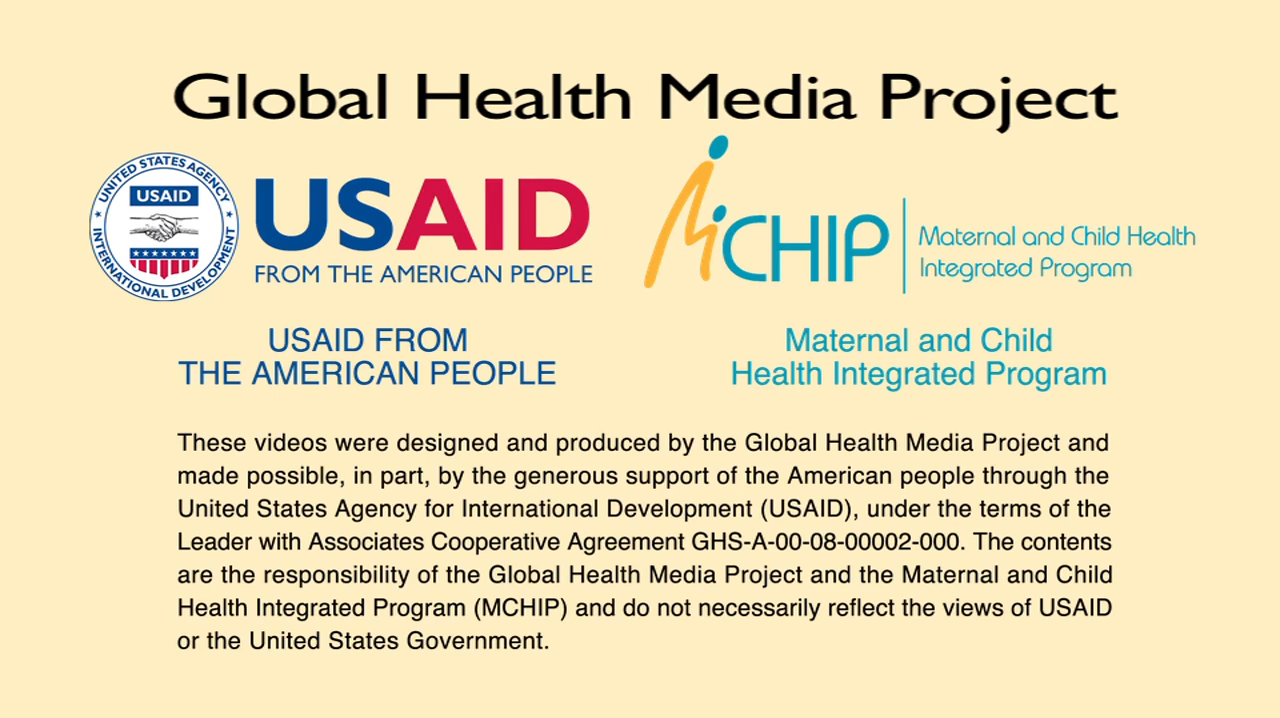 Global Health Media Project
UNITED STATES AGENCY
USAID
INTERNATIONAL DEVELOPMENT
USAID
FROM THE AMERICAN PEOPLE
MCHIP
Maternal and Child Health
Integrated Program
USAID FROM
THE AMERICAN PEOPLE
Maternal and Child
Health Integrated Program
These videos were designed and produced by the Global Health Media Project and
made possible, in part, by the generous support of the American people through the
United States Agency for International Development (USAID), under the terms of the
Leader with Associates Cooperative Agreement GHS-A-00-08-00002-000. The contents
are the responsibility of the Global Health Media Project and the Maternal and Child
Health Integrated Program (MCHIP) and do not necessarily reflect the views of USAID
or the United States Government.